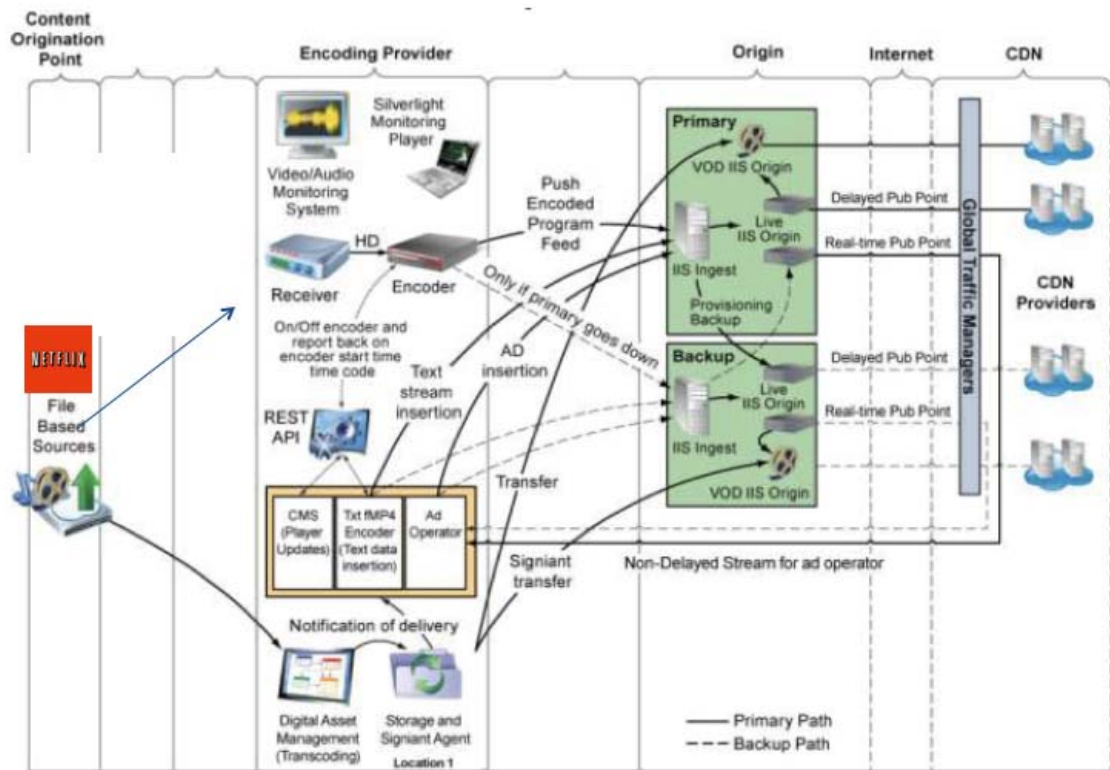 Content
Origination
Point
Encoding Provider
Origin
Internet
CDN
Silverlight
Monitoring
Player
Video/Audio
Monitoring
System
HD
Receiver
Encoder
Push
Encoded
Program
Feed
Only if primary goes down
On/Off encoder and
report back on
encoder start time
time code
REST
API
Text
stream
insertion
AD
insertion
Primary
VOD IIS Origin
Live
IIS Origin
IIS Ingest
Provisioning
Backup
Delayed Pub Point
Real-time Pub Point
Global Traffic Managers
CDN
Providers
Backup
Live
IIS Origin
IIS Ingest
VOD IIS Origin
Delayed Pub Point
Real-time Pub Point
NETFLIX
File
Based
Sources
CMS
(Player
Updates)
Txt fMP4
Encoder
(Text data
insertion)
Ad
Operator
Transfer
Signiant
transfer
Non-Delayed Stream for ad operator
Notification of delivery
Digital Asset
Management
(Transcoding)
Storage and
Signiant Agent
Location 1
Primary Path
Backup Path